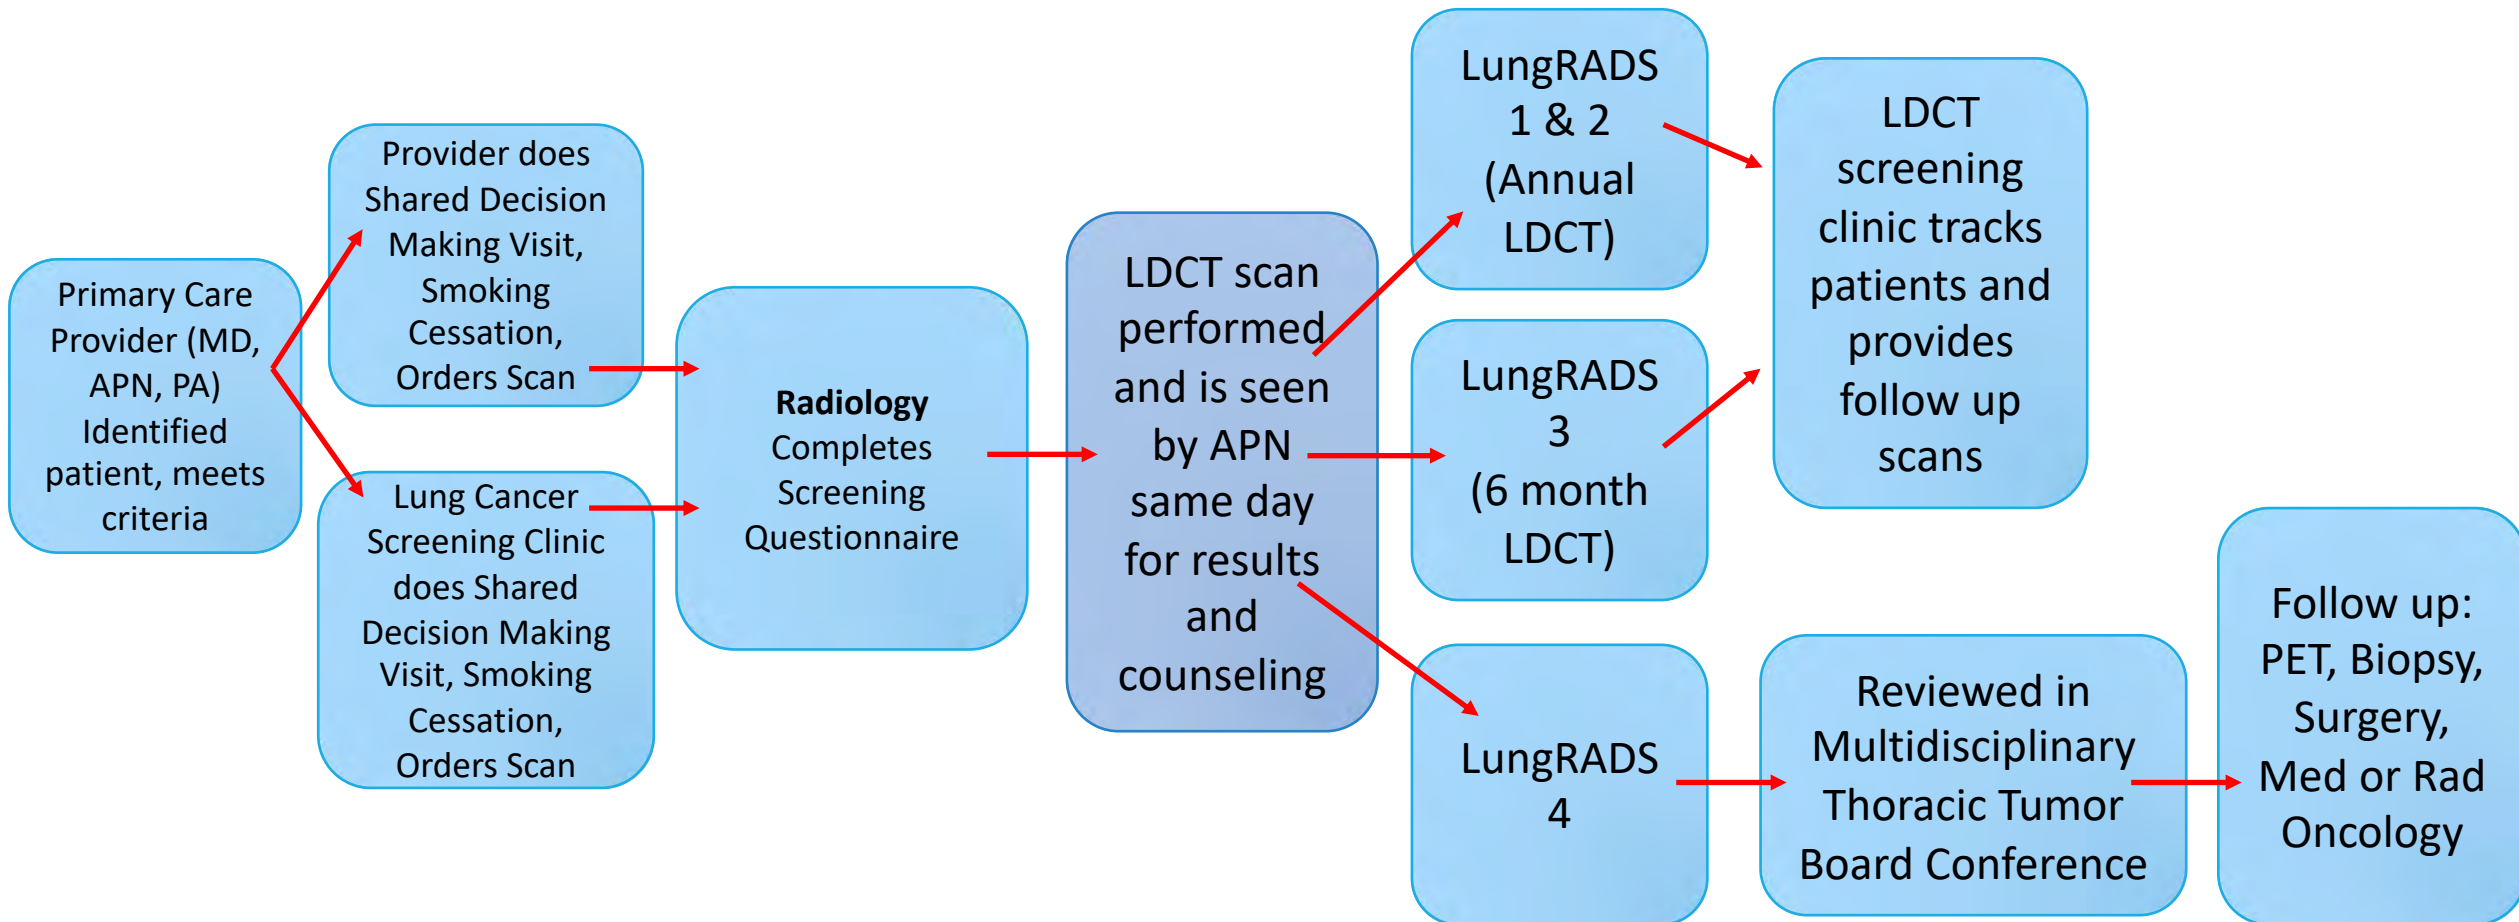 Primary Care
Provider (MD,
APN, PA)
Identified
patient, meets
criteria
Provider does
Shared Decision
Making Visit,
Smoking
Cessation,
Orders Scan
Lung Cancer
Screening Clinic
does Shared
Decision Making
Visit, Smoking
Cessation,
Orders Scan
Radiology
Completes
Screening
Questionnaire
LDCT scan
performed
and is seen
by APN
same day
for results
and
counseling
LungRADS
1 & 2
(Annual
LDCT)
LungRADS
3
(6 month
LDCT)
LungRADS
4
LDCT
screening
clinic tracks
patients and
provides
follow up
scans
Reviewed in
Multidisciplinary
Thoracic Tumor
Board Conference
Follow up:
PET, Biopsy,
Surgery,
Med or Rad
Oncology